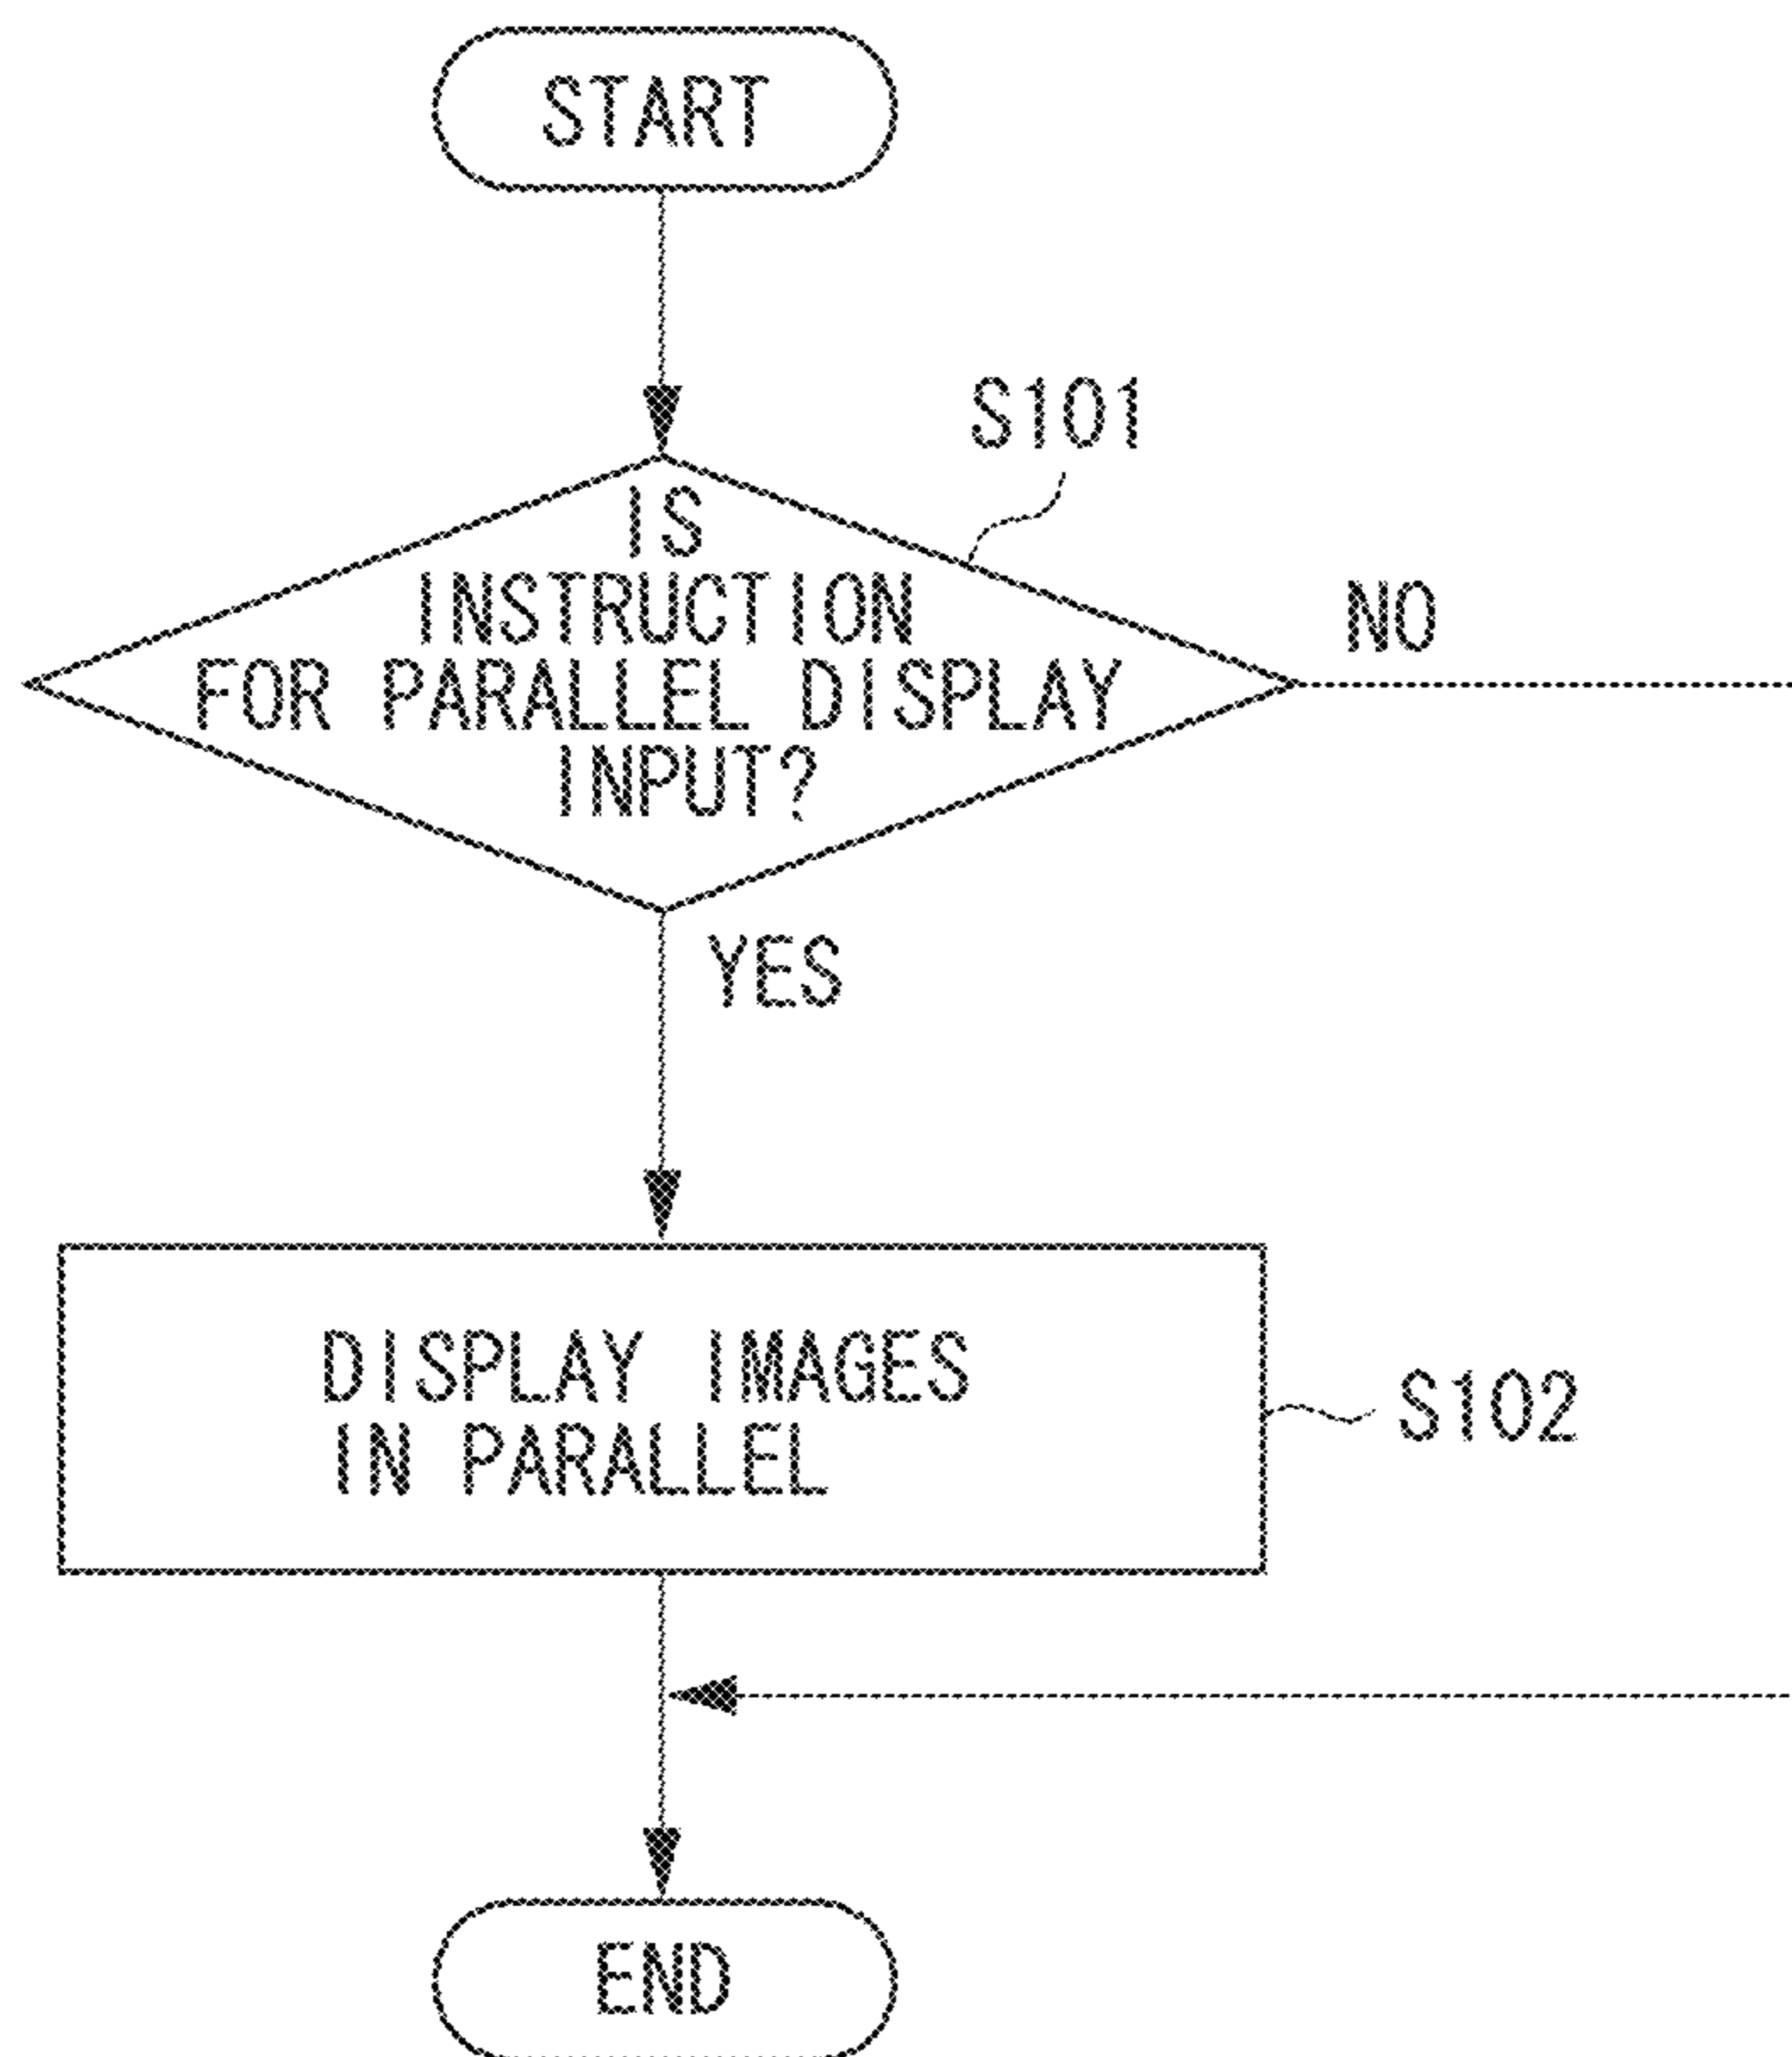 START
S101
IS
INSTRUCTION
FOR PARALLEL DISPLAY
INPUT?
NO
YES
DISPLAY IMAGES
IN PARALLEL
S102
END